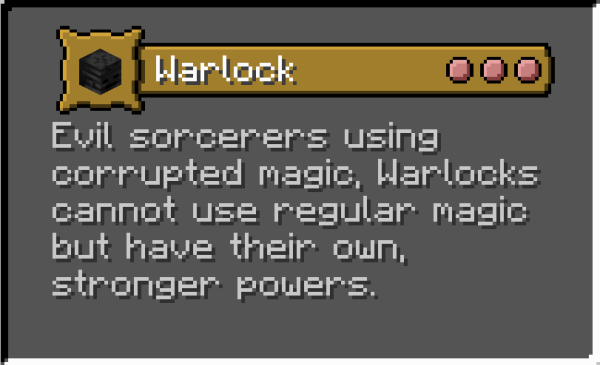 Warlock
Evil sorcerers using
corrupted magic, Warlocks
cannot use regular magic
but have their own,
stronger powers.